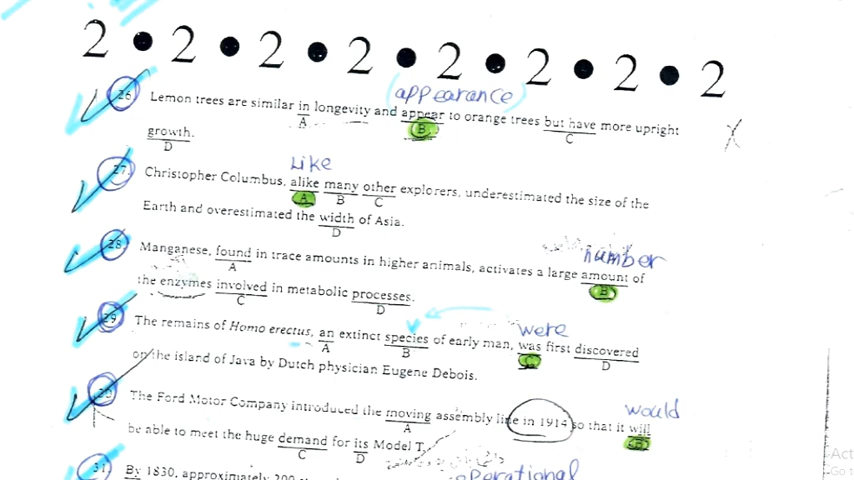 2 • 2 • 2 • 2 • 2 • 2 • 2 • 2
appearance
26. Lemon trees are similar in longevity and appear to orange trees but have more upright
A B C
growth.
D
X
Like
27. Christopher Columbus, alike many other explorers, underestimated the size of the
A B C
Earth and overestimated the width of Asia.
D
number
28. Manganese, found in trace amounts in higher animals, activates a large amount of
A B
the enzymes involved in metabolic processes.
C D
were
29. The remains of Homo erectus, an extinct species of early man, was first discovered
A B C D
on the island of Java by Dutch physician Eugene Debois.
would
30. The Ford Motor Company introduced the moving assembly line in 1914 so that it will
A B
be able to meet the huge demand for its Model T.
C D
operational
31. By 1830, approximately 200
Act
Go t